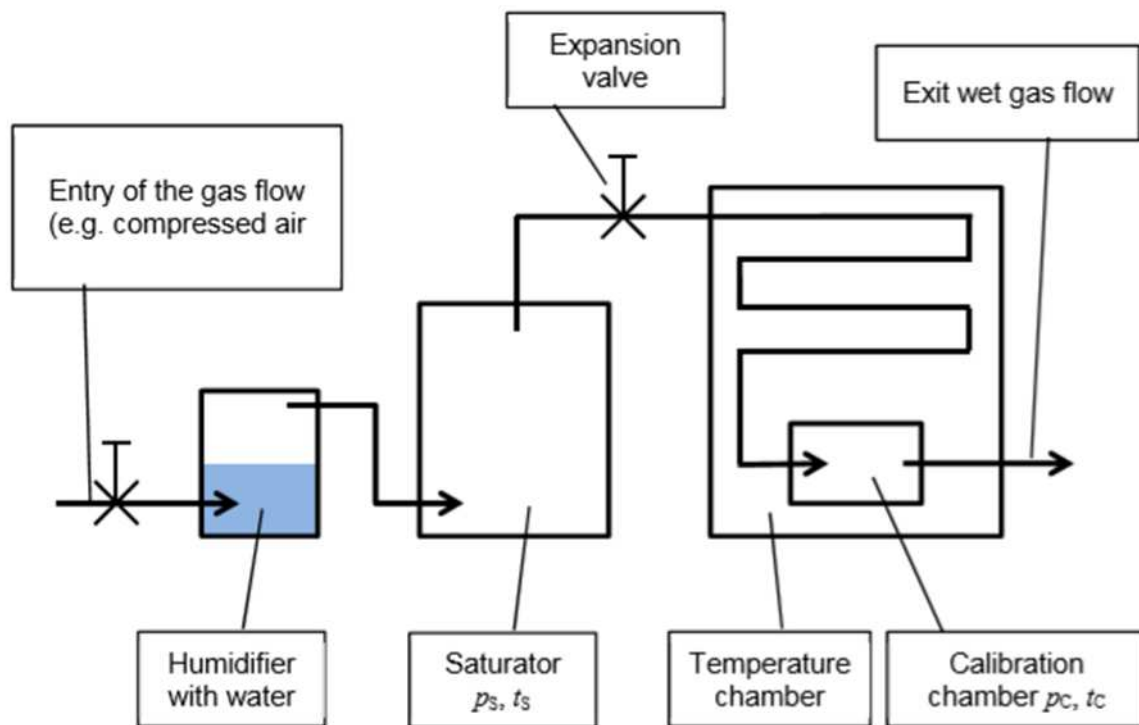 Expansion
valve
Exit wet gas flow
Entry of the gas flow
(e.g. compressed air
Humidifier
with water
Saturator
pS, tS
Temperature
chamber
Calibration
chamber pC, tC